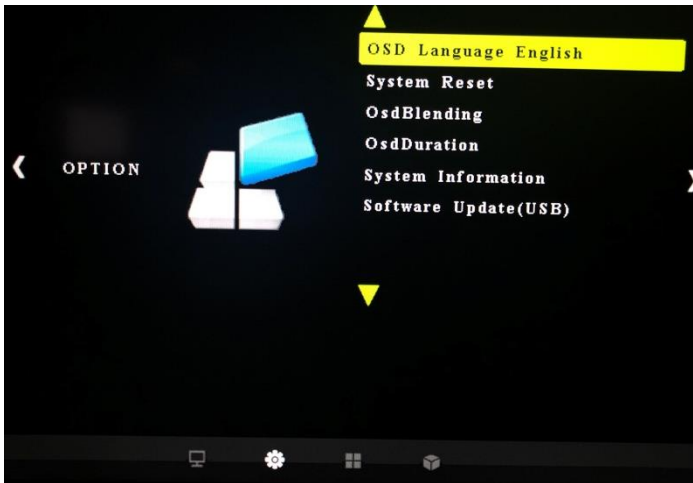 OSD Language English
System Reset
OsdBlending
OsdDuration
OPTION
System Information
Software Update(USB)